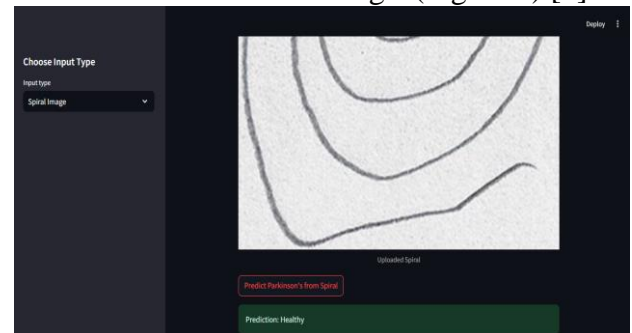 Deploy
Choose Input Type
Input type
Spiral Image
Uploaded Spiral
Predict Parkinson's from Spiral
Prediction: Healthy